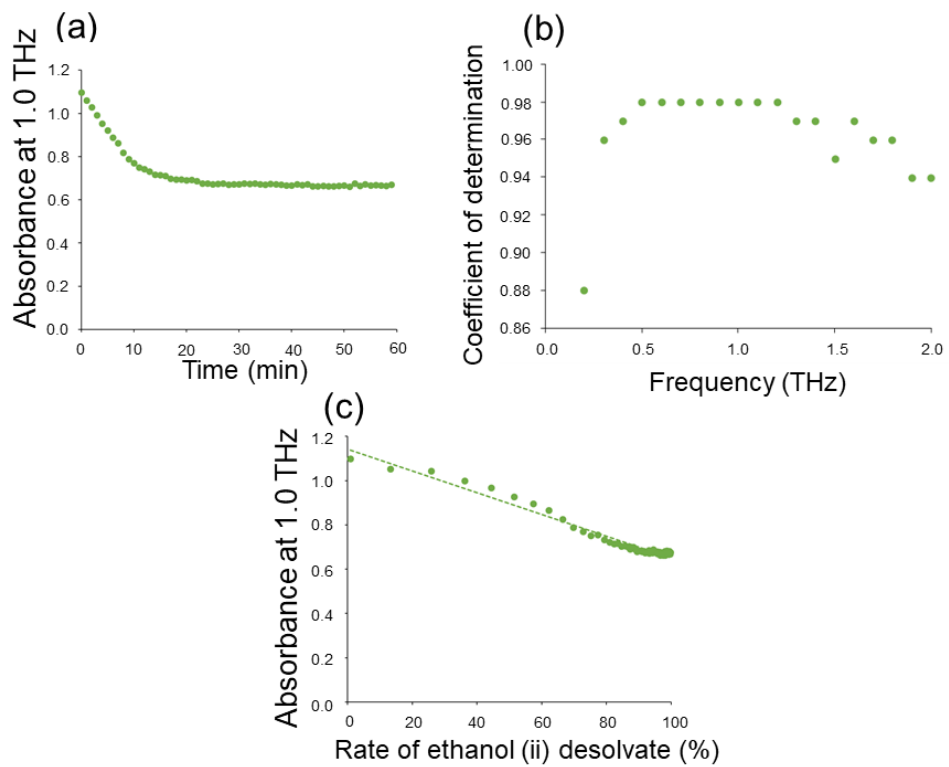 (a)
Absorbance at 1.0 THz
1.2
1.0
0.8
0.6
0.4
0.2
0.0
0 10 20 30 40 50 60
Time (min)
(b)
Coefficient of determination
1.00
0.98
0.96
0.94
0.92
0.90
0.88
0.86
0.0 0.5 1.0 1.5 2.0
Frequency (THz)
(c)
Absorbance at 1.0 THz
1.2
1.0
0.8
0.6
0.4
0.2
0.0
0 20 40 60 80 100
Rate of ethanol (ii) desolvate (%)